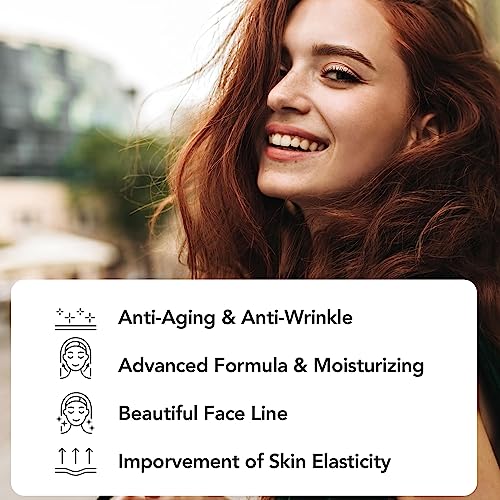 Anti-Aging & Anti-Wrinkle
Advanced Formula & Moisturizing
Beautiful Face Line
Imporvement of Skin Elasticity